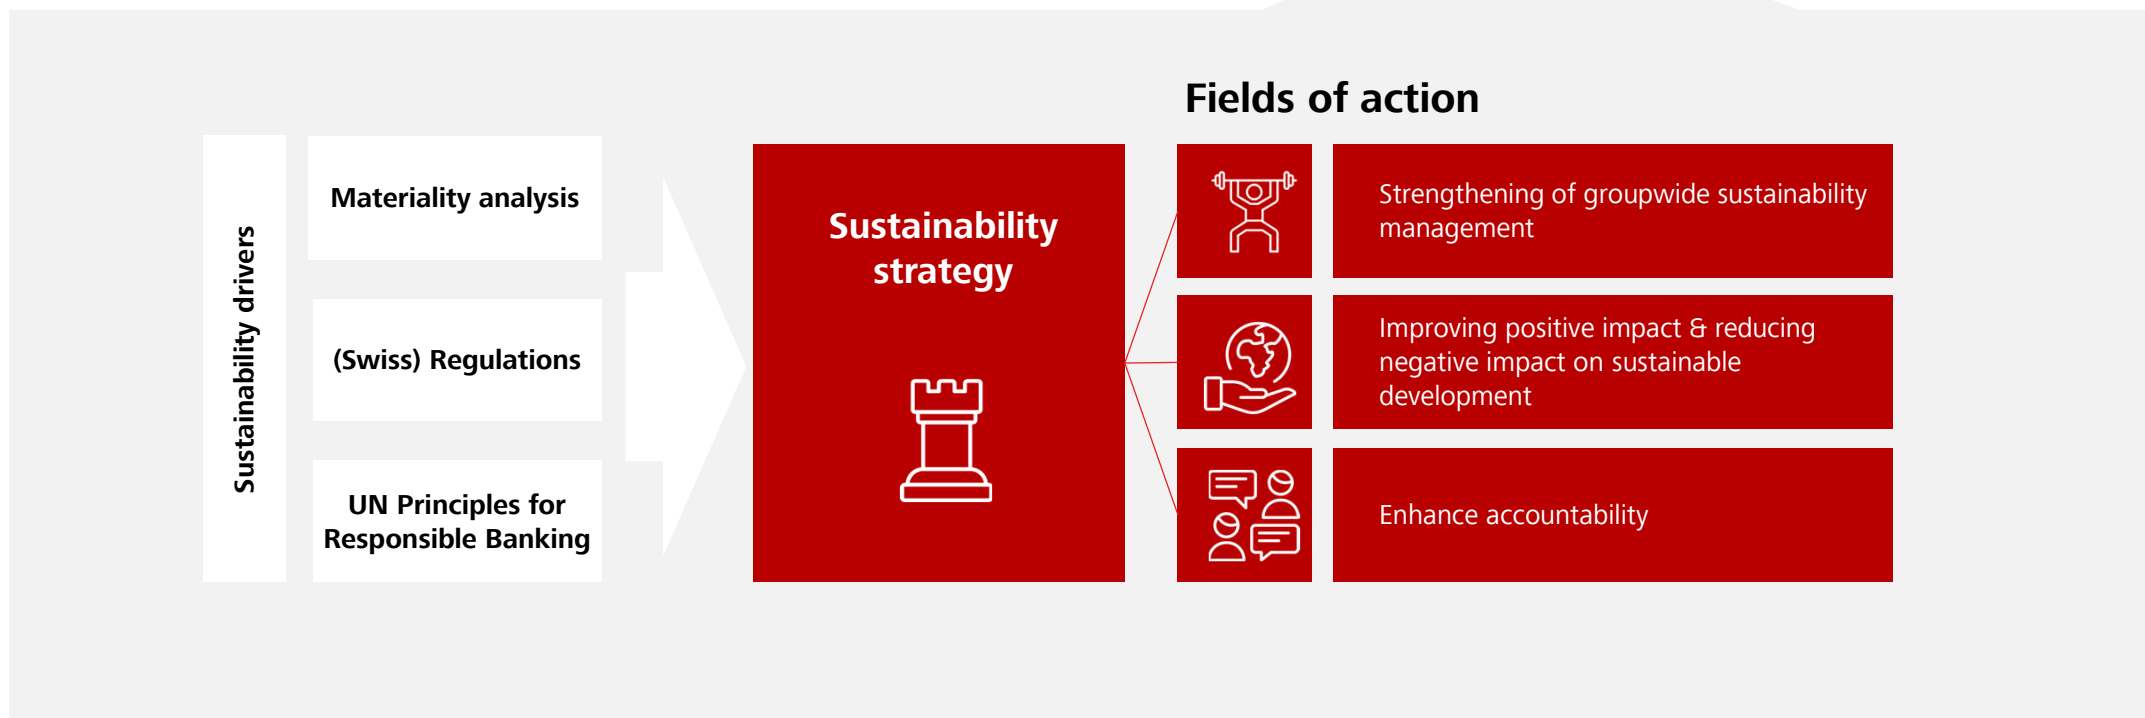 Sustainability drivers
Materiality analysis
(Swiss) Regulations
UN Principles for
Responsible Banking
Sustainability
strategy
Fields of action
Strengthening of groupwide sustainability
management
Improving positive impact & reducing
negative impact on sustainable
development
Enhance accountability